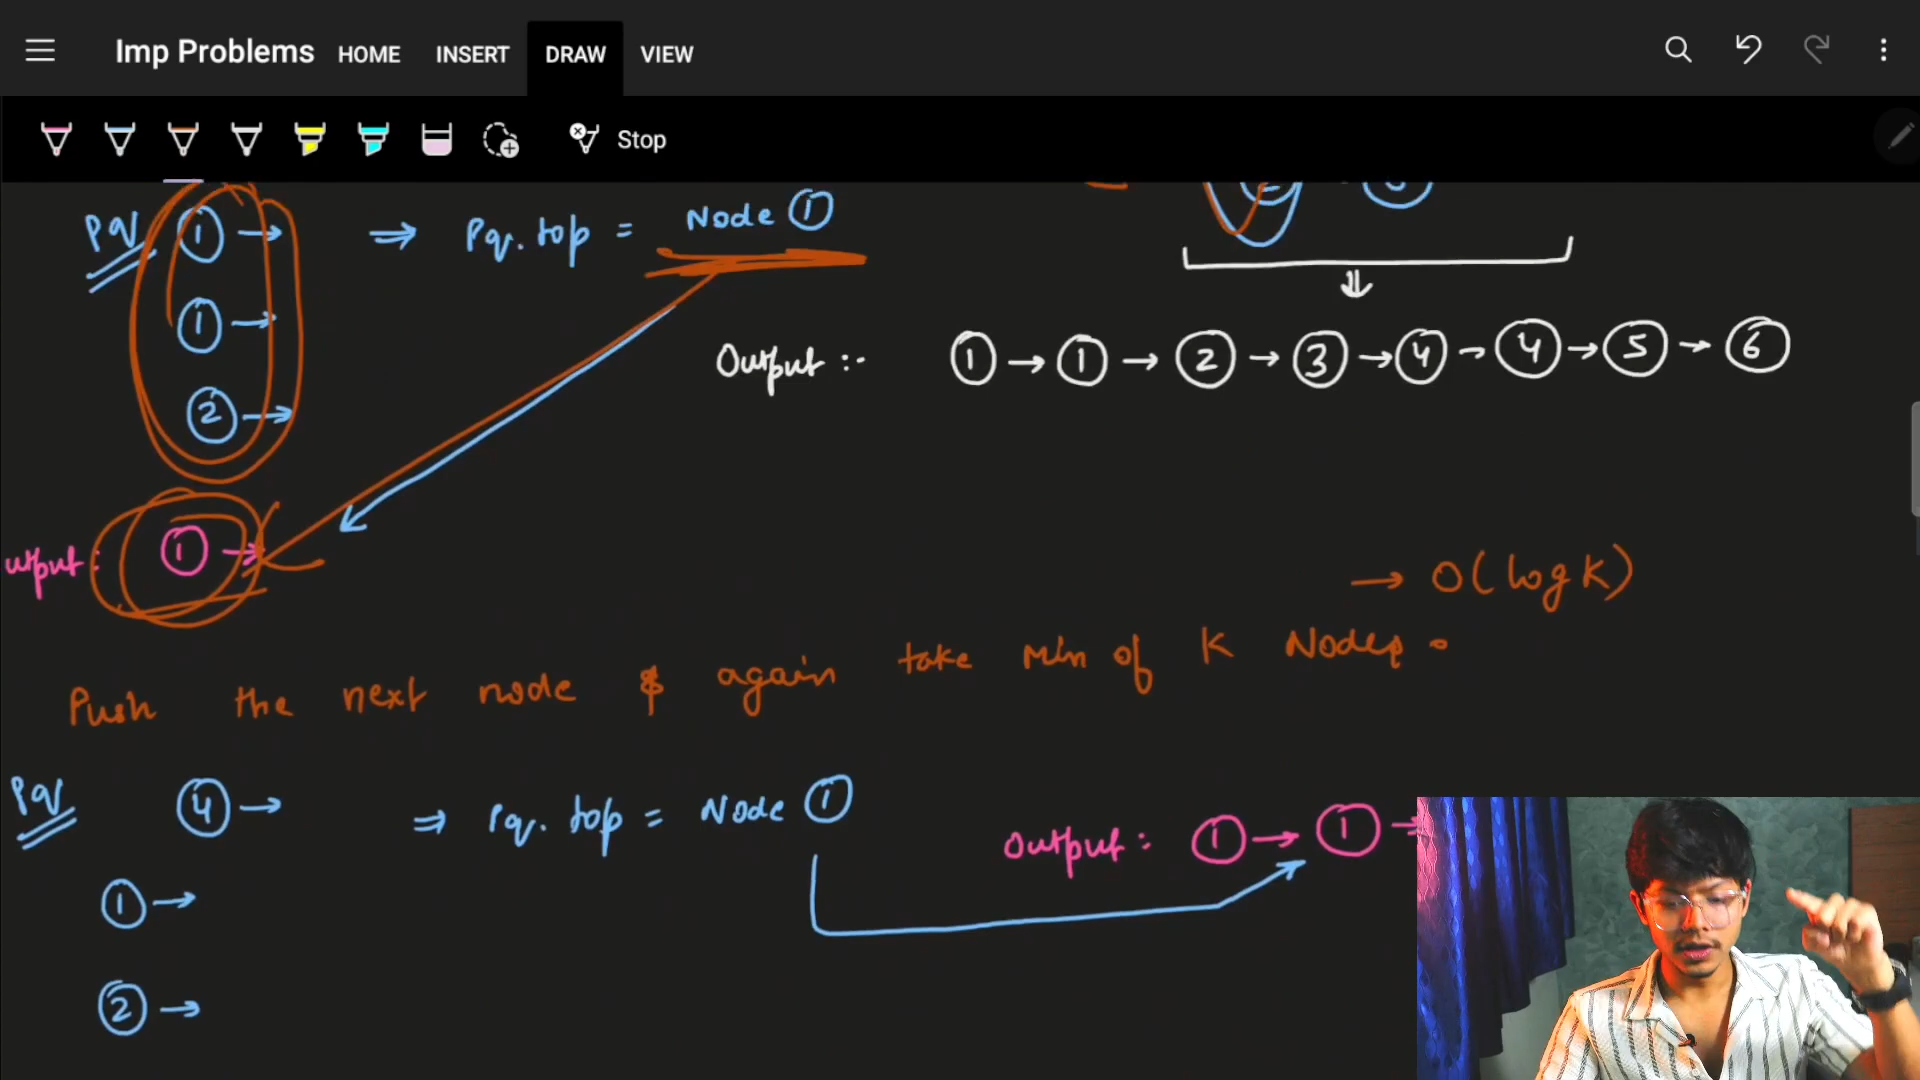 Imp Problems HOME INSERT DRAW VIEW
Stop
Pq ① → ⇒ Pq. top = Node ①
① →
② →
Output :- ① → ① → ② → ③ → ④ → ④ → ⑤ → ⑥
utput : ① →
→ O(log K)
Push the next node & again take Min of K Nodes.
Pq ④ → ⇒ Pq. top = Node ①
Output : ① → ① →
① →
② →